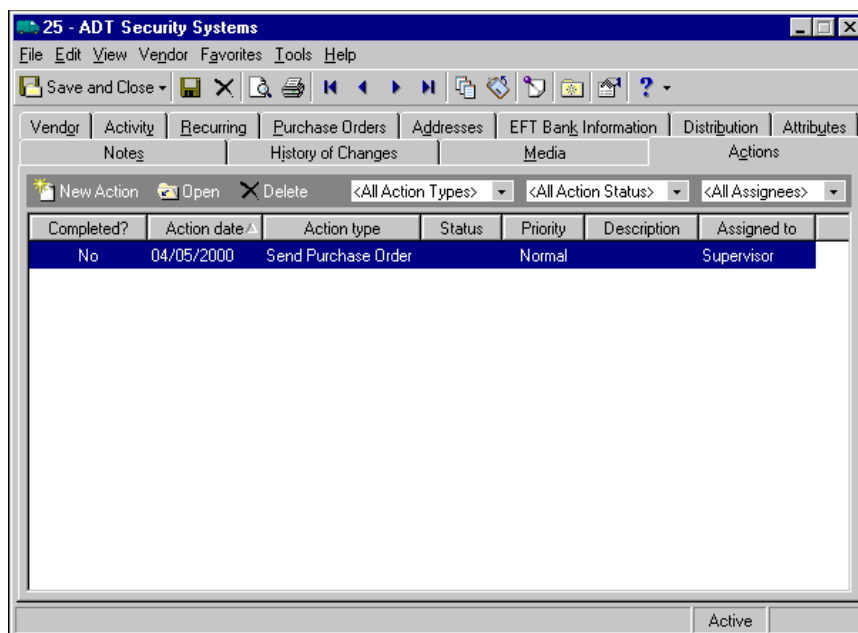 25 - ADT Security Systems
File Edit View Vendor Favorites Tools Help
Save and Close ?
Vendor Activity Recurring Purchase Orders Addresses EFT Bank Information Distribution Attributes
Notes History of Changes Media Actions
New Action Open Delete <All Action Types> <All Action Status> <All Assignees>
Completed? Action date Action type Status Priority Description Assigned to
No 04/05/2000 Send Purchase Order Normal Supervisor
Active